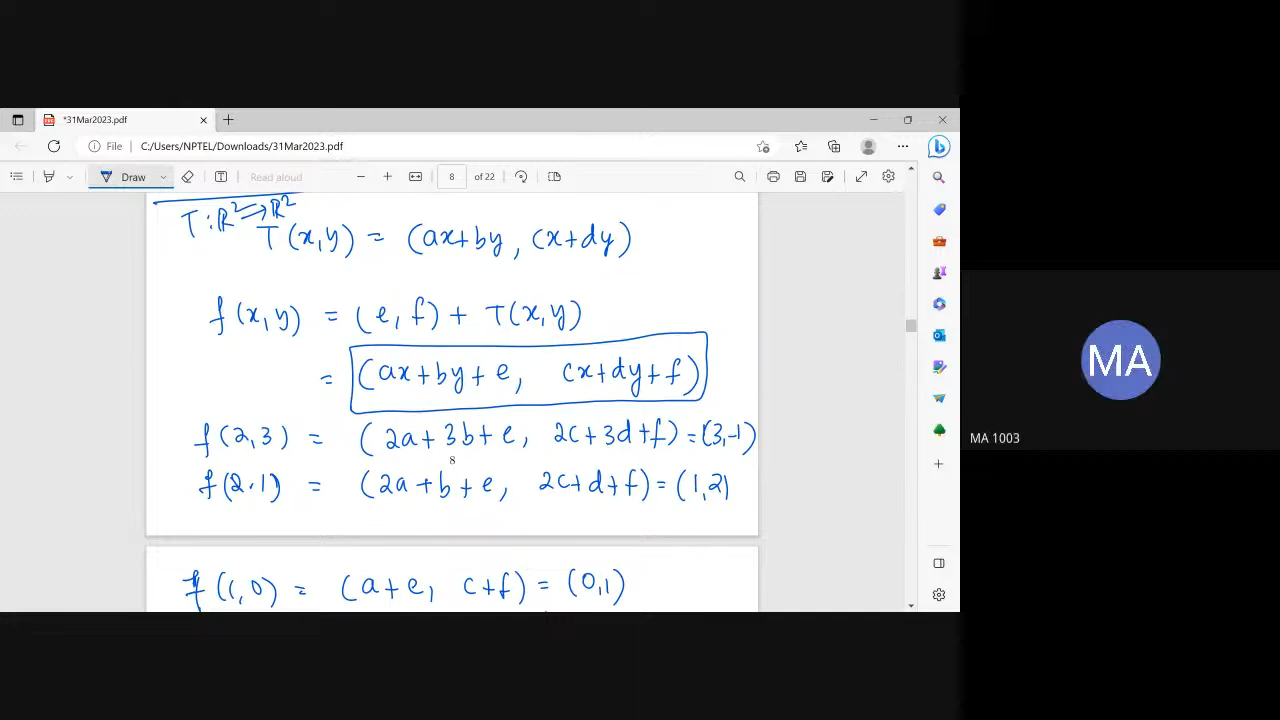 *31Mar2023.pdf
File C:/Users/NPTEL/Downloads/31Mar2023.pdf
Draw Read aloud 8 of 22
T : ℝ² → ℝ²
T(x,y) = (ax+by, cx+dy)
f(x,y) = (e, f) + T(x,y)
= (ax+by+e, cx+dy+f)
f(2,3) = (2a+3b+e, 2c+3d+f) = (3,-1)
8
f(2,1) = (2a+b+e, 2c+d+f) = (1,2)
f(1,0) = (a+e, c+f) = (0,1)
MA
MA 1003